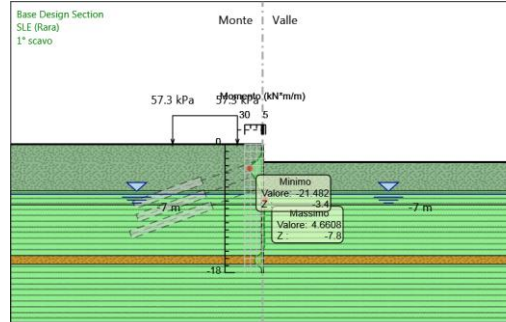 Base Design Section
SLE (Rara)
1° scavo
Monte
Valle
Momento (kN*m/m)
57.3 kPa
57.3 kPa
30
5
0
Minimo
Valore: -21.482
Z : -3.4
-7 m
-7 m
Massimo
Valore: 4.6608
Z : -7.8
-18